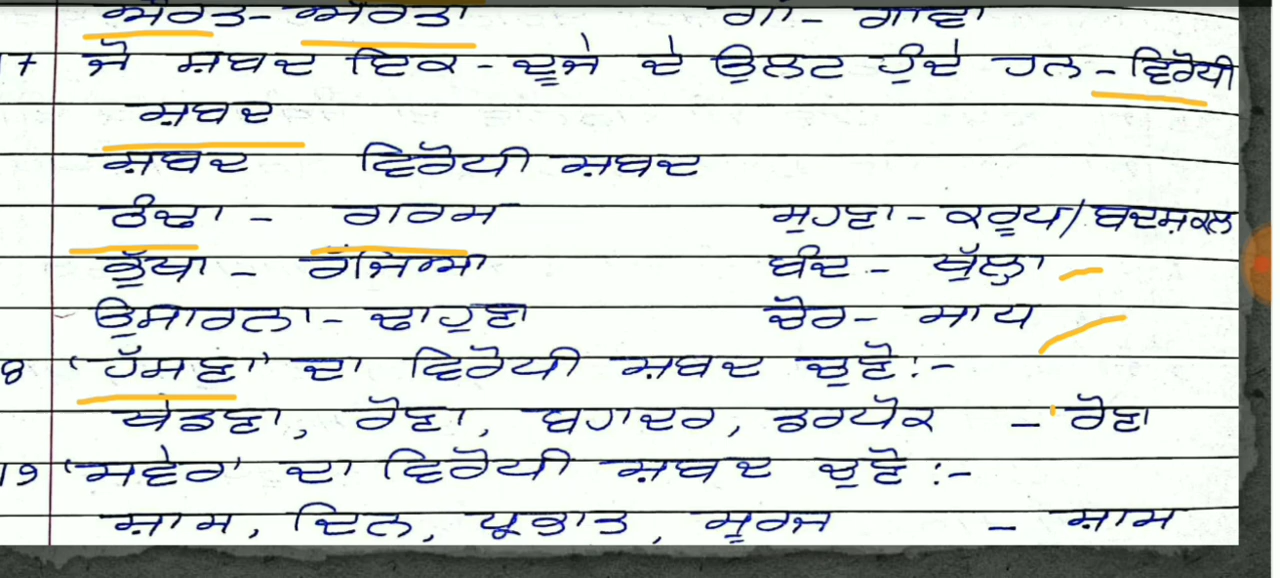 ਔਰਤ - ਔਰਤਾਂ ਗਾਂ - ਗਾਵਾਂ
17 ਜੋ ਸ਼ਬਦ ਇਕ - ਦੂਜੇ ਦੇ ਉਲਟ ਹੁੰਦੇ ਹਨ - ਵਿਰੋਧੀ
ਸ਼ਬਦ
ਸ਼ਬਦ ਵਿਰੋਧੀ ਸ਼ਬਦ
ਠੰਢਾ - ਗਰਮ ਸੁਹਣਾ - ਕਰੂਪ/ਬਦਸ਼ਕਲ
ਭੁੱਖਾ - ਰੱਜਿਆ ਬੰਦ - ਖੁੱਲ੍ਹਾ
ਉਸਾਰਨਾ - ਢਾਹੁਣਾ ਚੋਰ - ਸਾਧ
8 'ਹੱਸਣਾ' ਦਾ ਵਿਰੋਧੀ ਸ਼ਬਦ ਚੁਣੋ :-
ਖੇਡਣਾ, ਰੋਣਾ, ਬਹਾਦਰ, ਡਰਪੋਕ - ਰੋਣਾ
19 'ਸਵੇਰ' ਦਾ ਵਿਰੋਧੀ ਸ਼ਬਦ ਚੁਣੋ :-
ਸ਼ਾਮ, ਦਿਨ, ਪ੍ਰਭਾਤ, ਸੂਰਜ - ਸ਼ਾਮ